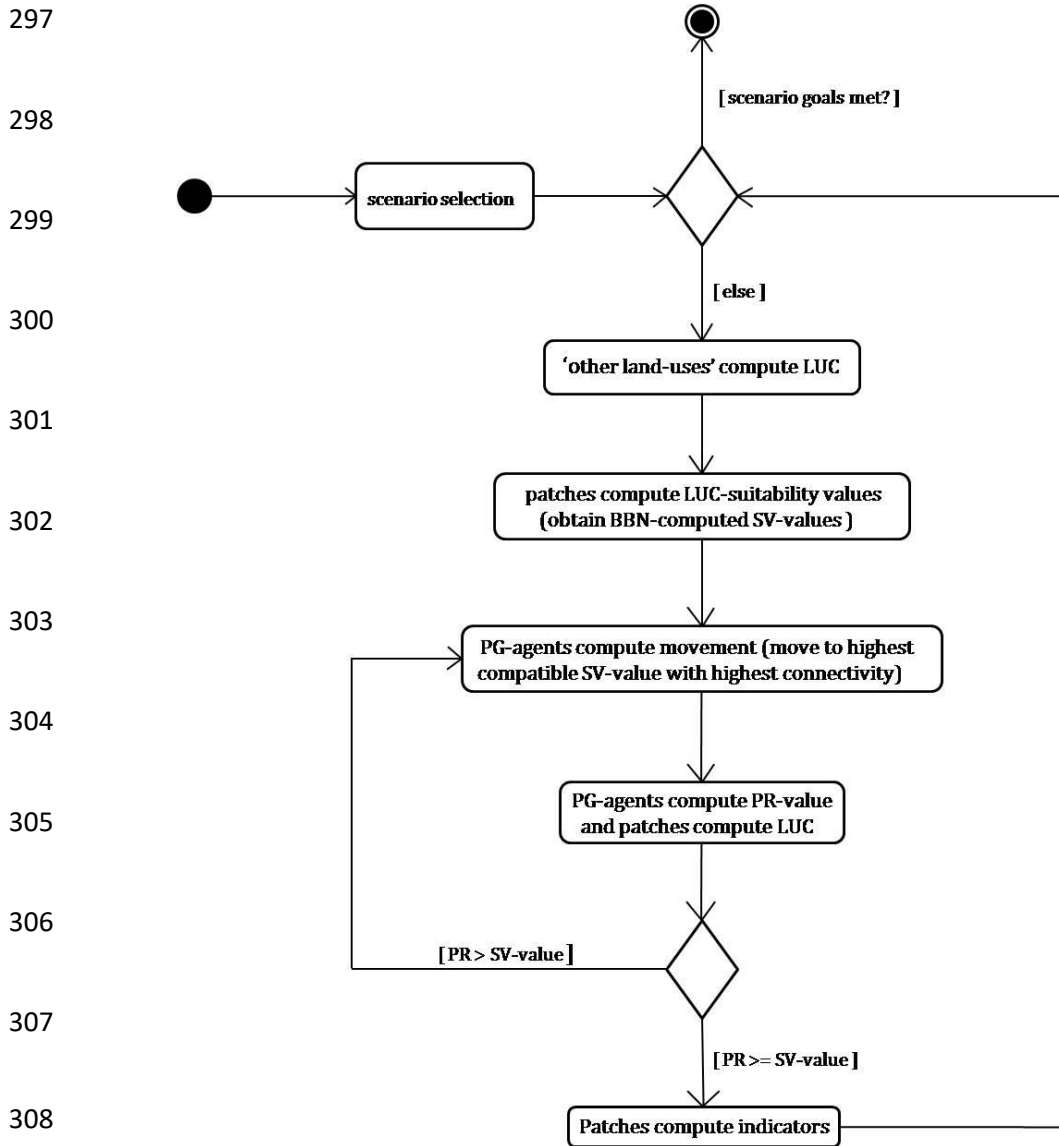 297
[ scenario goals met? ]
298
scenario selection
299
[ else ]
300
‘other land-uses’ compute LUC
301
patches compute LUC-suitability values
302
(obtain BBN-computed SV-values )
303
PG-agents compute movement (move to highest
compatible SV-value with highest connectivity)
304
PG-agents compute PR-value
305
and patches compute LUC
306
[ PR > SV-value ]
307
[ PR >= SV-value ]
308
Patches compute indicators